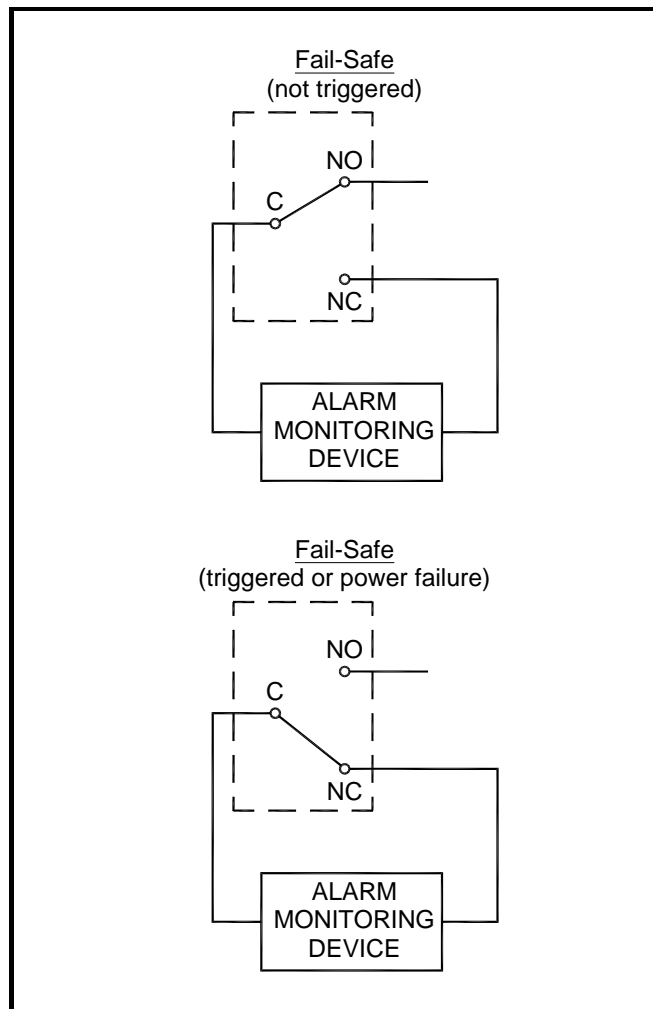 Fail-Safe
(not triggered)
NO
C
NC
ALARM
MONITORING
DEVICE
Fail-Safe
(triggered or power failure)
NO
C
NC
ALARM
MONITORING
DEVICE